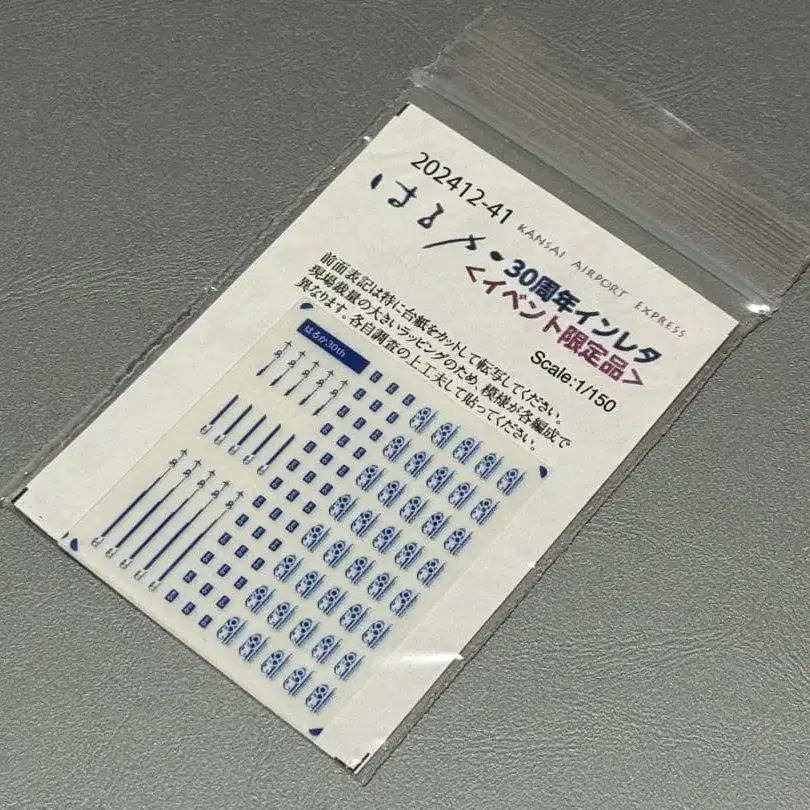 202412-41
はるか
KANSAI AIRPORT EXPRESS
・30周年インレタ
<イベント限定品>
Scale:1/150
前面表記は特に台紙をカットして転写してください。
現場裁量の大きいラッピングのため、模様が各編成で
異なります。各自調査の上工夫して貼ってください。
はるか30th